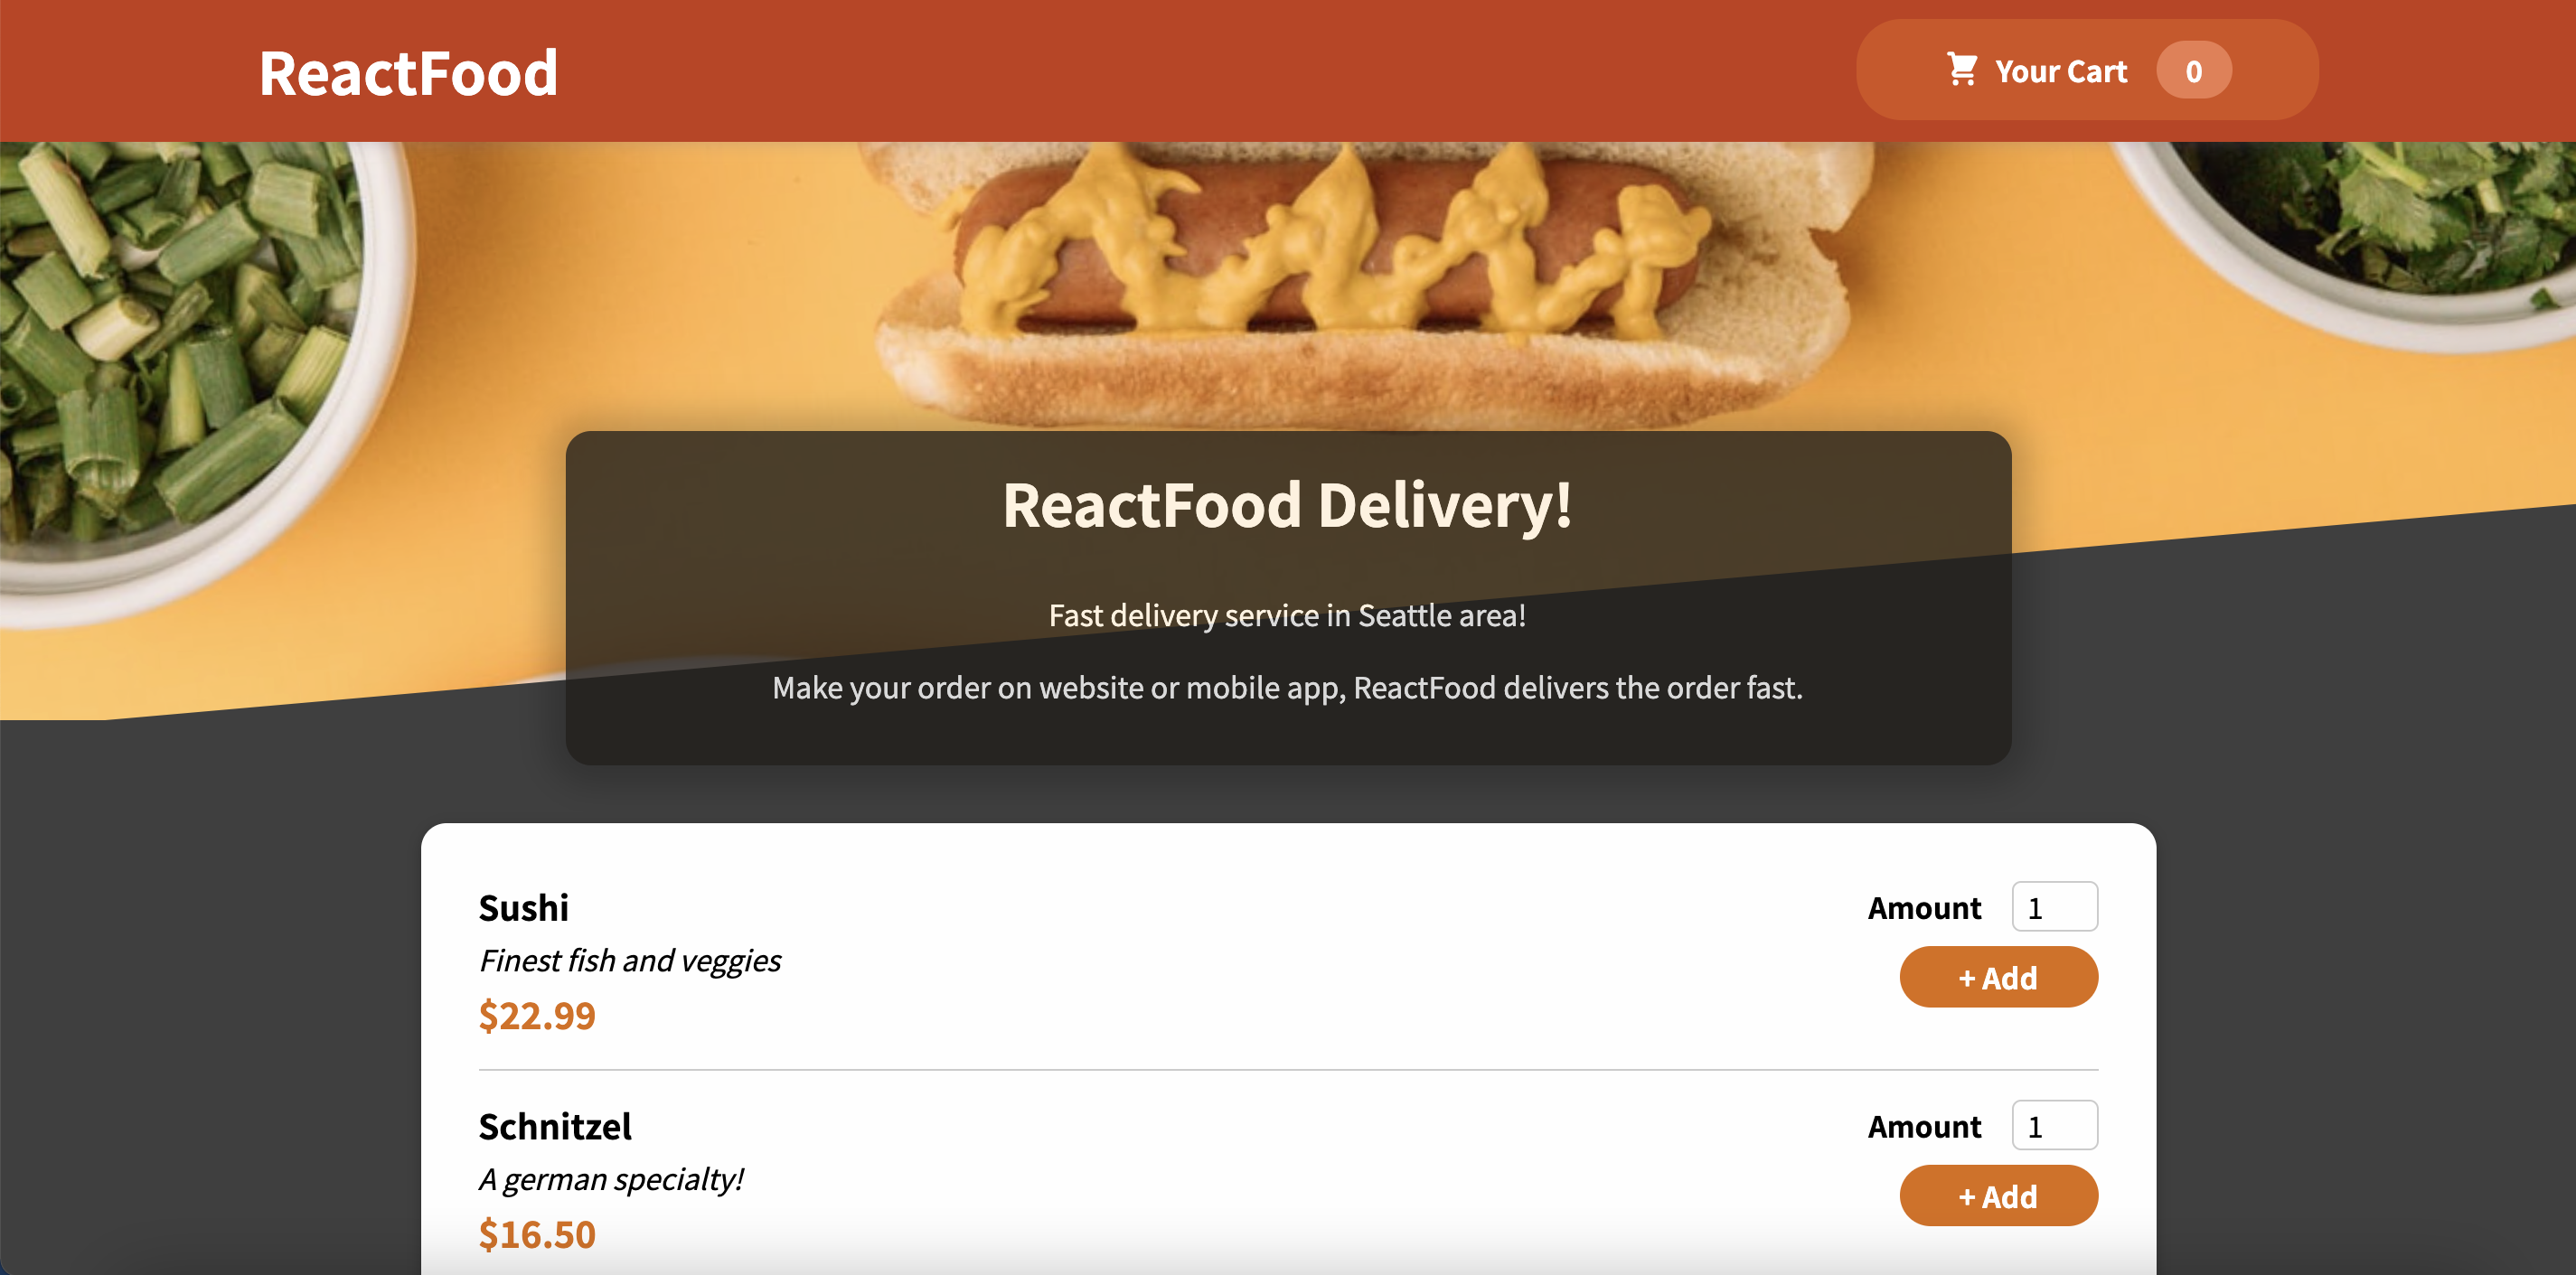 ReactFood
Your Cart 0
ReactFood Delivery!
Fast delivery service in Seattle area!
Make your order on website or mobile app, ReactFood delivers the order fast.
Sushi
Amount 1
Finest fish and veggies
+ Add
$22.99
Schnitzel
Amount 1
A german specialty!
+ Add
$16.50